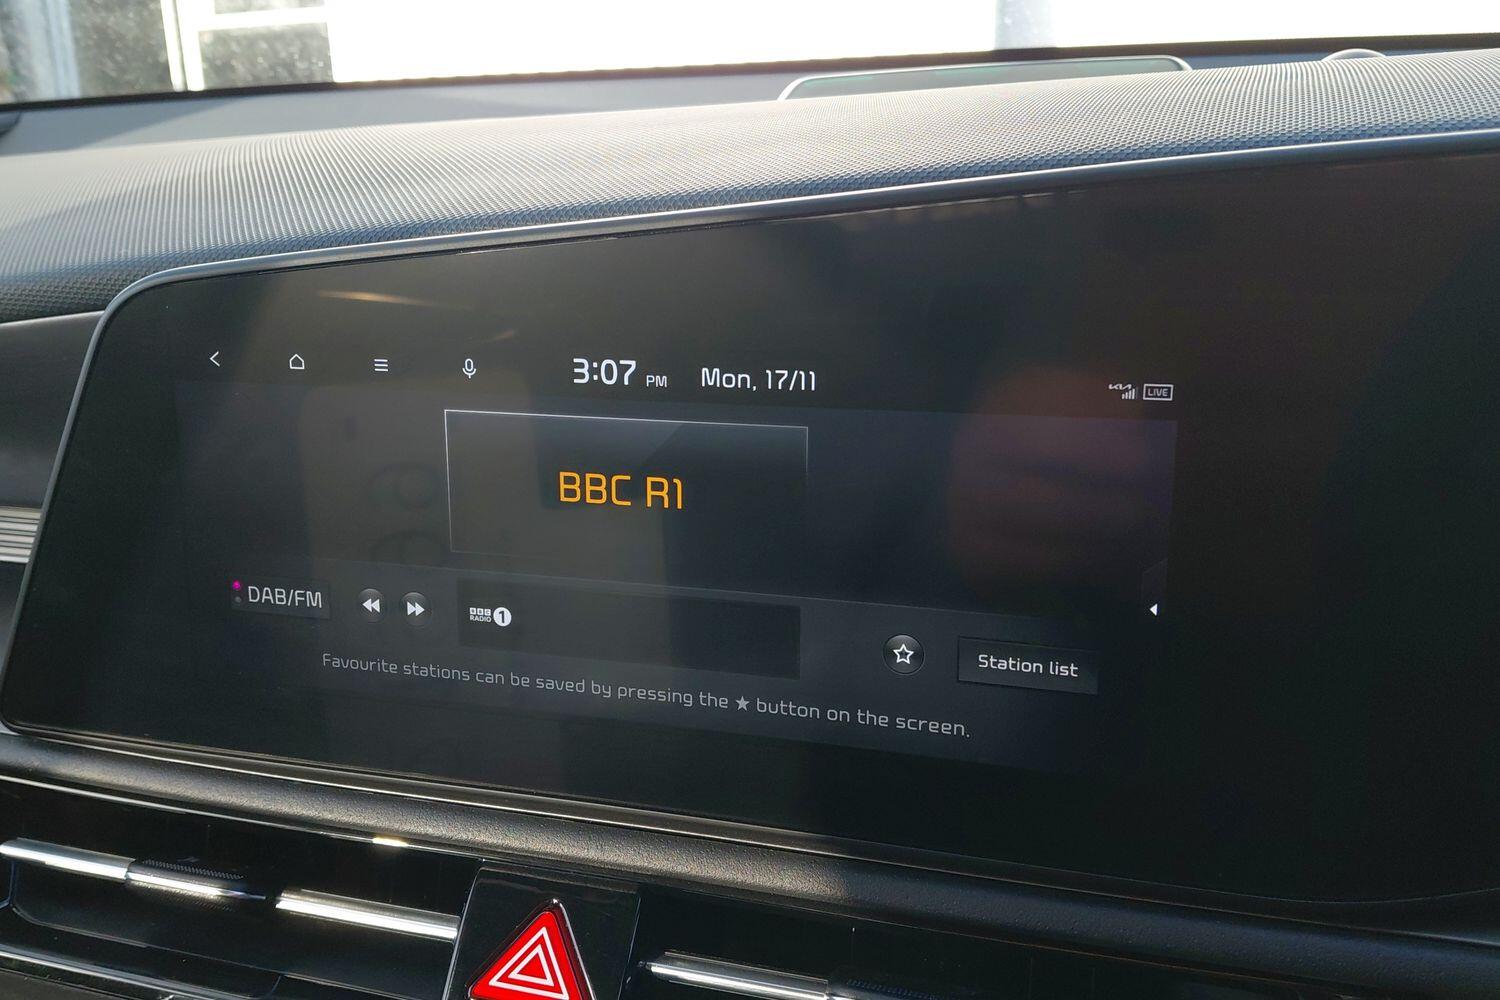 3:07 PM Mon, 17/11
LIVE
BBC R1
DAB/FM
BBC RADIO 1
Station list
Favourite stations can be saved by pressing the ★ button on the screen.